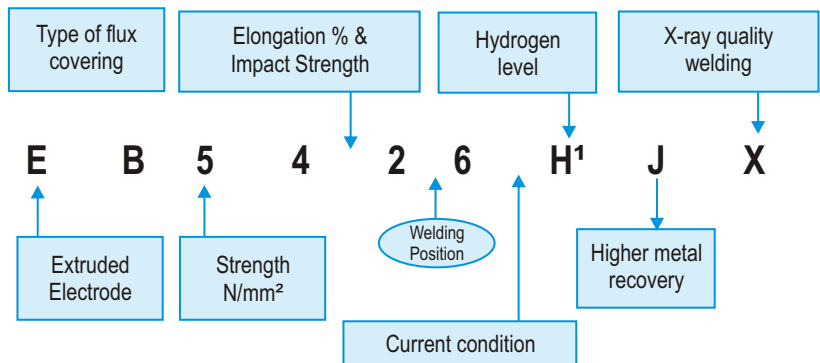 Type of flux
covering
Elongation % &
Impact Strength
Hydrogen
level
X-ray quality
welding
E B 5 4 2 6 H¹ J X
Extruded
Electrode
Strength
N/mm²
Welding
Position
Higher metal
recovery
Current condition